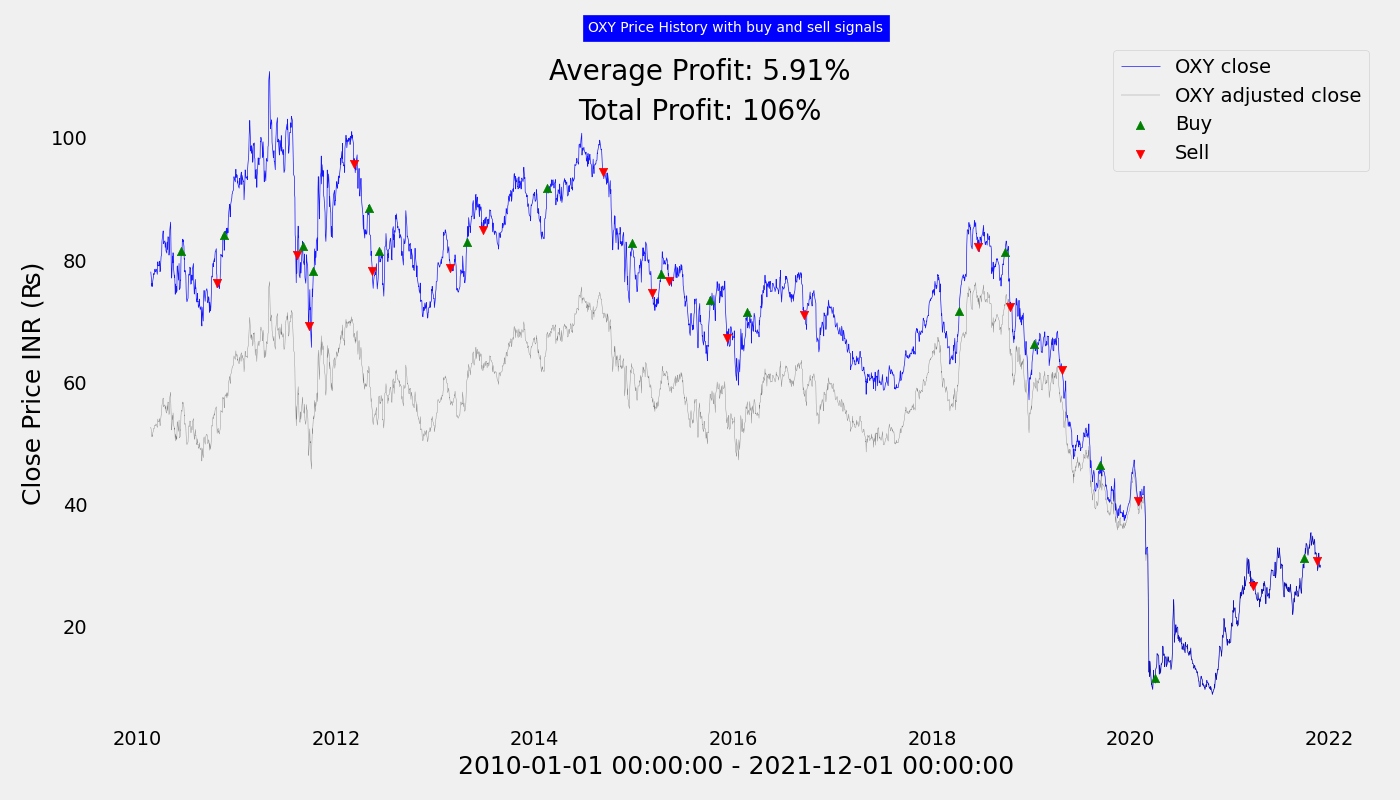 OXY Price History with buy and sell signals
Average Profit: 5.91%
Total Profit: 106%
OXY close
OXY adjusted close
Buy
Sell
Close Price INR (₨)
100
80
60
40
20
2010 2012 2014 2016 2018 2020 2022
2010-01-01 00:00:00 - 2021-12-01 00:00:00